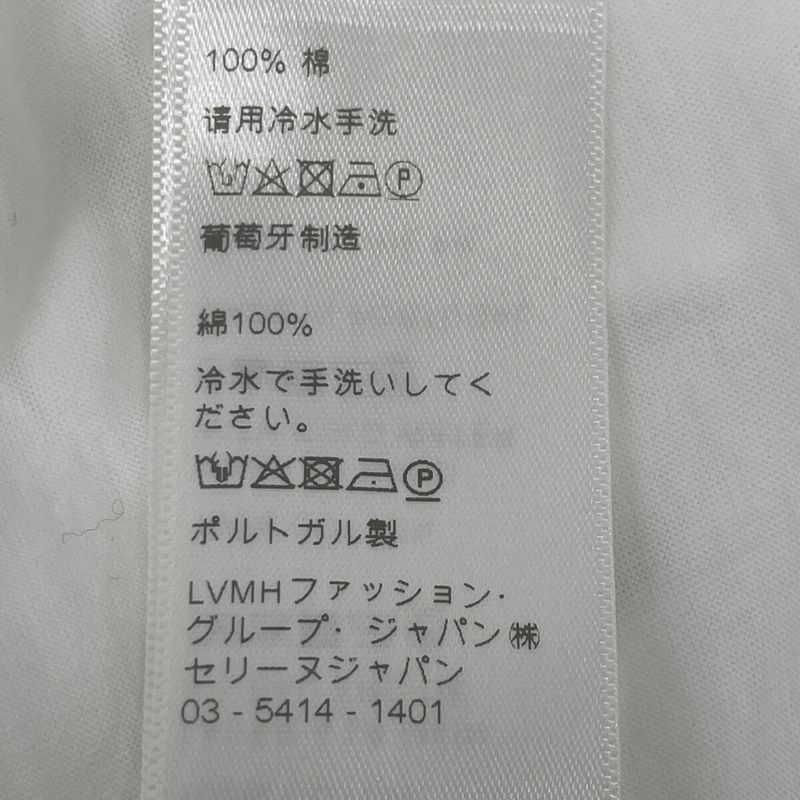 100% 棉
请用冷水手洗
P
葡萄牙制造
綿100%
冷水で手洗いしてく
ださい。
P
ポルトガル製
LVMHファッション·
グループ· ジャパン㈱
セリーヌジャパン
03 - 5414 - 1401